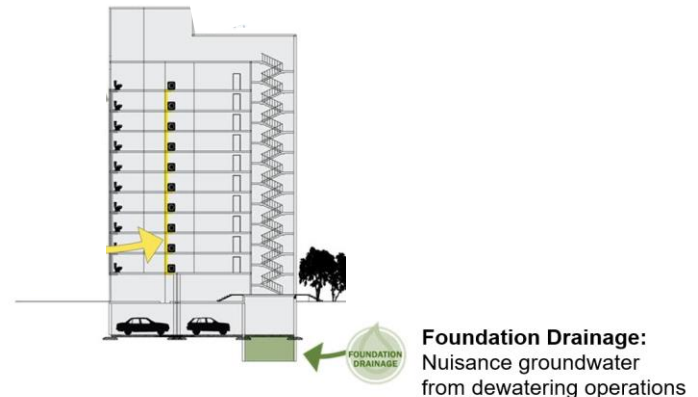 FOUNDATION
DRAINAGE
Foundation Drainage:
Nuisance groundwater
from dewatering operations